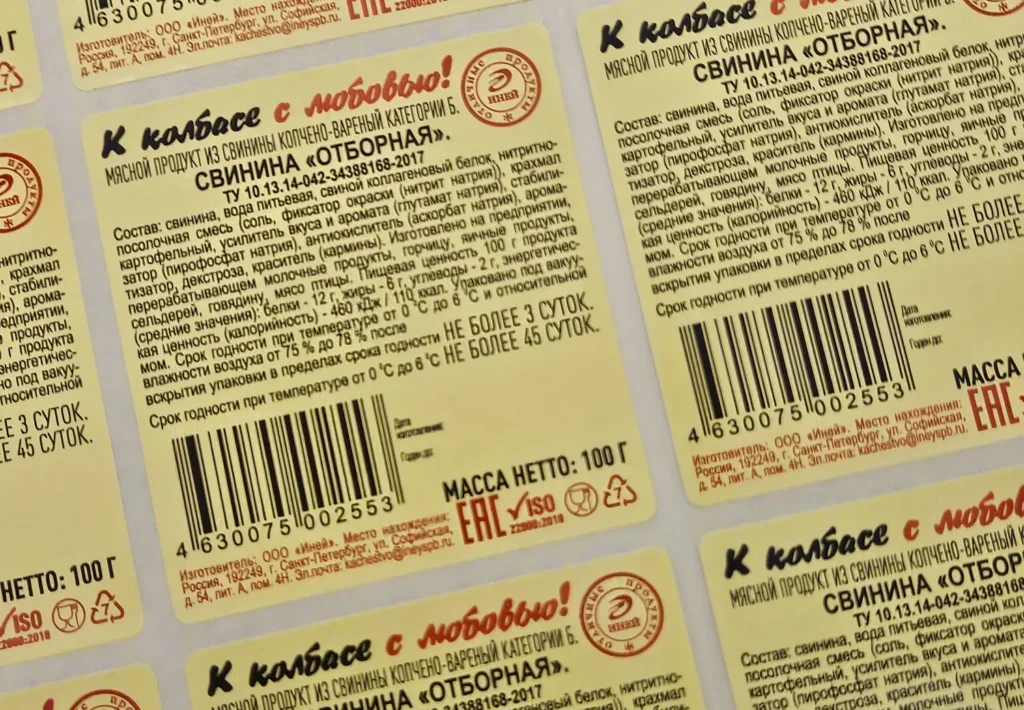 К колбасе с любовью!
ОТЛИЧНЫЕ ПРОДУКТЫ
ИНЕЙ
МЯСНОЙ ПРОДУКТ ИЗ СВИНИНЫ КОПЧЕНО-ВАРЕНЫЙ КАТЕГОРИИ Б.
СВИНИНА «ОТБОРНАЯ».
ТУ 10.13.14-042-34388168-2017
Состав: свинина, вода питьевая, свиной коллагеновый белок, нитритно-
посолочная смесь (соль, фиксатор окраски (нитрит натрия)), крахмал
картофельный, усилитель вкуса и аромата (глутамат натрия), стабили-
затор (пирофосфат натрия), антиокислитель (аскорбат натрия), арома-
тизатор, декстроза, краситель (кармины). Изготовлено на предприятии,
перерабатывающем молочные продукты, горчицу, яичные продукты,
сельдерей, говядину, мясо птицы. Пищевая ценность 100 г продукта
(средние значения): белки - 12 г, жиры - 6 г, углеводы - 2 г, энергетичес-
кая ценность (калорийность) - 460 кДж / 110 ккал. Упаковано под вакуу-
мом. Срок годности при температуре от 0 °С до 6 °С и относительной
влажности воздуха от 75 % до 78 % после
вскрытия упаковки в пределах срока годности НЕ БОЛЕЕ 3 СУТОК.
Срок годности при температуре от 0 °С до 6 °С НЕ БОЛЕЕ 45 СУТОК.
Дата
изготовления:
Годен до:
4 630075 002553
МАССА НЕТТО: 100 Г
Изготовитель: ООО «Иней». Место нахождения:
Россия, 192249, г. Санкт-Петербург, ул. Софийская,
д. 54, лит. А, пом. 4Н. Эл.почта: kachestvo@ineyspb.ru
EAC ISO
22000:2018
7